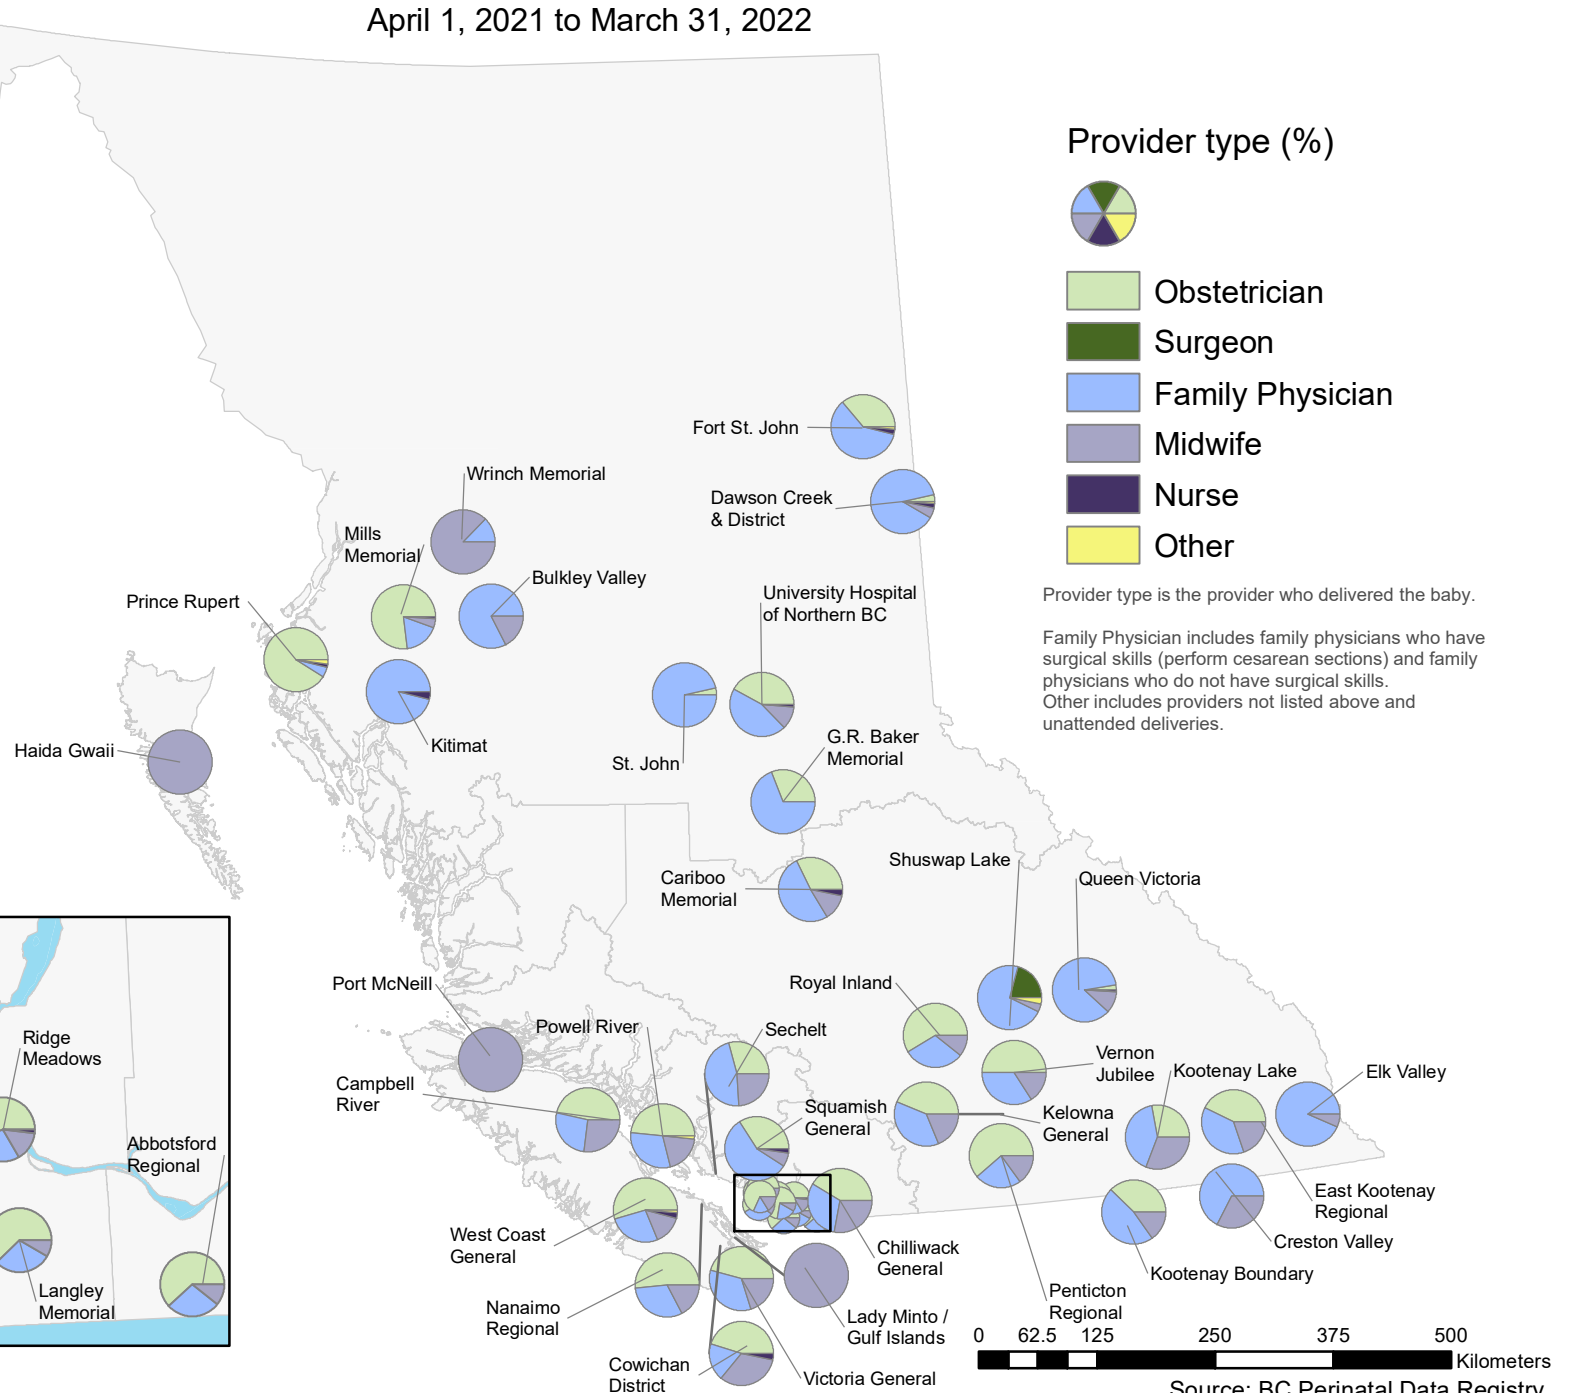 April 1, 2021 to March 31, 2022
Provider type (%)
Obstetrician
Surgeon
Family Physician
Midwife
Nurse
Other
Provider type is the provider who delivered the baby.
Family Physician includes family physicians who have
surgical skills (perform cesarean sections) and family
physicians who do not have surgical skills.
Other includes providers not listed above and
unattended deliveries.
Fort St. John
Dawson Creek
& District
Wrinch Memorial
Mills
Memorial
Bulkley Valley
Prince Rupert
University Hospital
of Northern BC
Haida Gwaii
Kitimat
St. John
G.R. Baker
Memorial
Cariboo
Memorial
Shuswap Lake
Queen Victoria
Port McNeill
Royal Inland
Powell River
Sechelt
Campbell
River
Squamish
General
Vernon
Jubilee
Kootenay Lake
Elk Valley
Kelowna
General
Ridge
Meadows
Abbotsford
Regional
Langley
Memorial
West Coast
General
Nanaimo
Regional
Cowichan
District
Victoria General
Lady Minto /
Gulf Islands
Chilliwack
General
Penticton
Regional
Kootenay Boundary
Creston Valley
East Kootenay
Regional
0 62.5 125 250 375 500
Kilometers
Source: BC Perinatal Data Registry